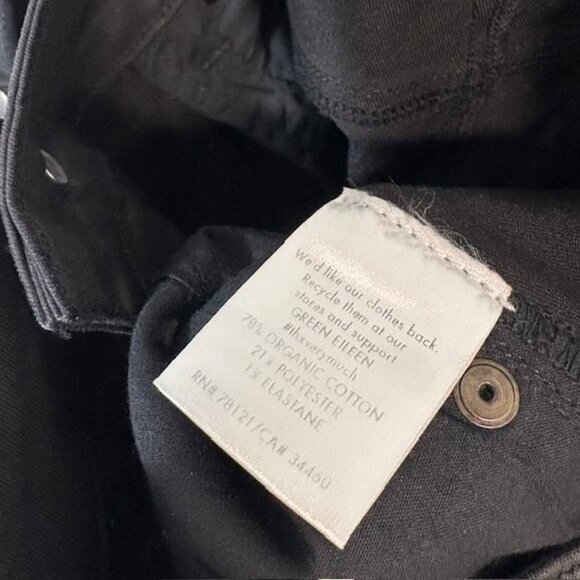 We'd like our clothes back.
Recycle them at our
stores and support
GREEN EILEEN
#thxverymuch
78% ORGANIC COTTON
21% POLYESTER
1% ELASTANE
RN# 78121/CA# 34460